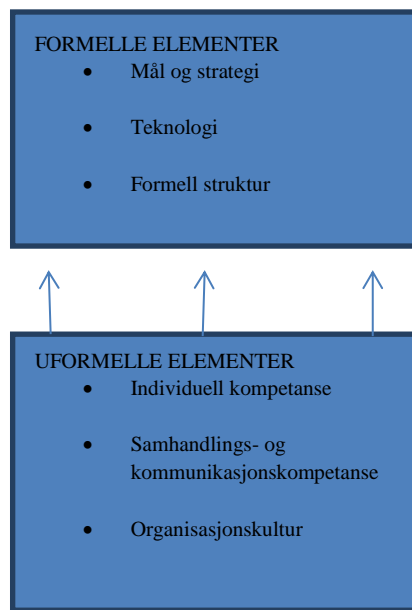 FORMELLE ELEMENTER
• Mål og strategi
• Teknologi
• Formell struktur
UFORMELLE ELEMENTER
• Individuell kompetanse
• Samhandlings- og
kommunikasjonskompetanse
• Organisasjonskultur